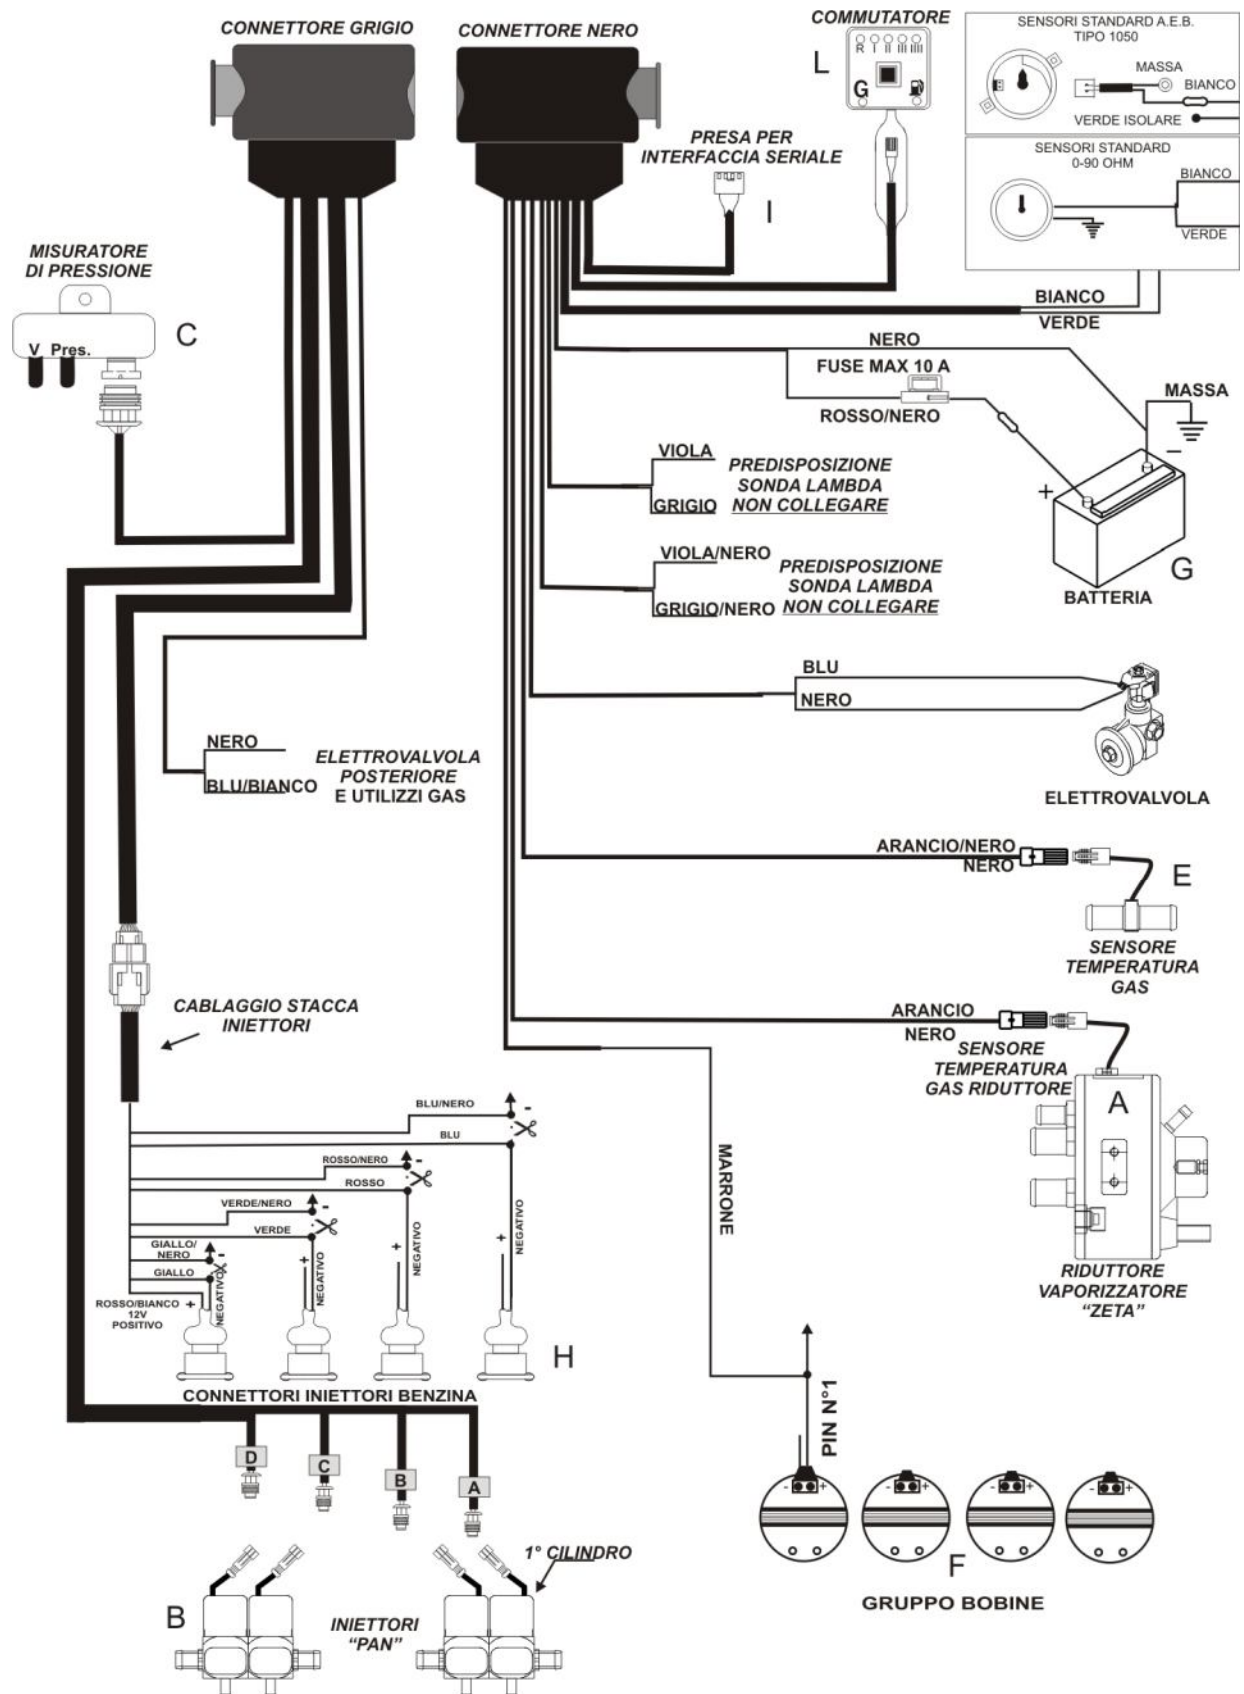 CONNETTORE GRIGIO
CONNETTORE NERO
COMMUTATORE
L
R I II III IIII
G
SENSORI STANDARD A.E.B.
TIPO 1050
MASSA
BIANCO
VERDE ISOLARE
SENSORI STANDARD
0-90 OHM
BIANCO
VERDE
PRESA PER
INTERFACCIA SERIALE
I
MISURATORE
DI PRESSIONE
V Pres.
C
BIANCO
VERDE
NERO
FUSE MAX 10 A
ROSSO/NERO
MASSA
-
+
G
BATTERIA
VIOLA
GRIGIO
PREDISPOSIZIONE
SONDA LAMBDA
NON COLLEGARE
VIOLA/NERO
GRIGIO/NERO
PREDISPOSIZIONE
SONDA LAMBDA
NON COLLEGARE
BLU
NERO
ELETTROVALVOLA
NERO
BLU/BIANCO
ELETTROVALVOLA
POSTERIORE
E UTILIZZI GAS
ARANCIO/NERO
NERO
E
SENSORE
TEMPERATURA
GAS
CABLAGGIO STACCA
INIETTORI
ARANCIO
NERO
SENSORE
TEMPERATURA
GAS RIDUTTORE
A
RIDUTTORE
VAPORIZZATORE
“ZETA”
MARRONE
BLU/NERO
-
BLU
ROSSO/NERO
-
ROSSO
VERDE/NERO
-
VERDE
GIALLO/
NERO
-
GIALLO
ROSSO/BIANCO
12V
POSITIVO
+
NEGATIVO
+
NEGATIVO
+
NEGATIVO
+
NEGATIVO
H
CONNETTORI INIETTORI BENZINA
D
C
B
A
PIN N°1
- +
- +
- +
- +
F
GRUPPO BOBINE
1° CILINDRO
B
INIETTORI
“PAN”